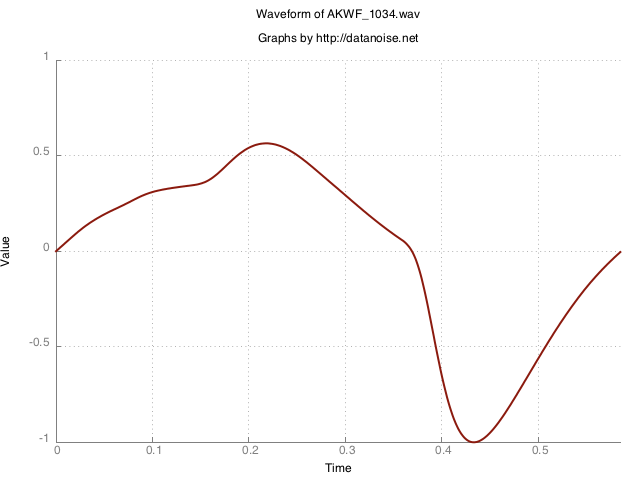 Waveform of AKWF_1034.wav
Graphs by http://datanoise.net
1
0.5
0
-0.5
-1
Value
0 0.1 0.2 0.3 0.4 0.5
Time